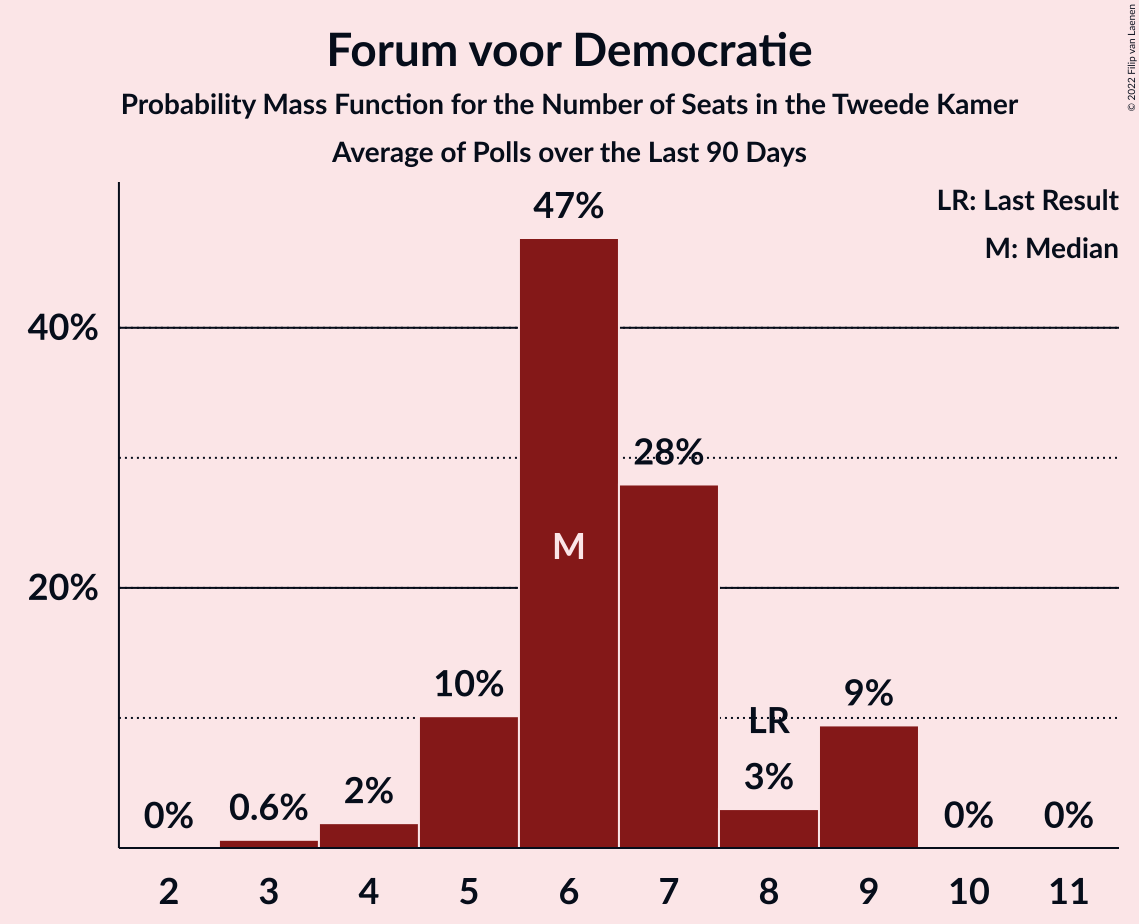 Forum voor Democratie
Probability Mass Function for the Number of Seats in the Tweede Kamer
Average of Polls over the Last 90 Days
© 2022 Filip van Laenen
LR: Last Result
M: Median
40%
20%
0%
0.6%
2%
10%
47%
M
28%
LR
3%
9%
0%
0%
2 3 4 5 6 7 8 9 10 11